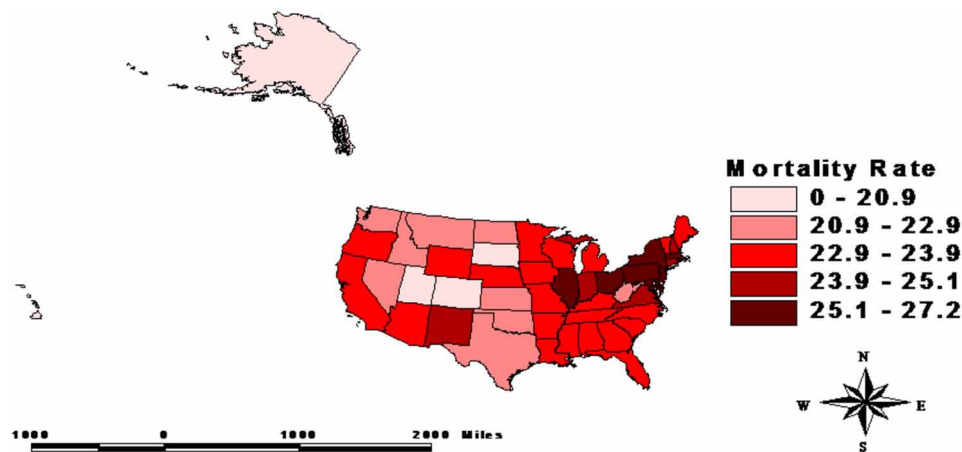 Mortality Rate
0 - 20.9
20.9 - 22.9
22.9 - 23.9
23.9 - 25.1
25.1 - 27.2
N
W E
S
1000 0 1000 2000 Miles